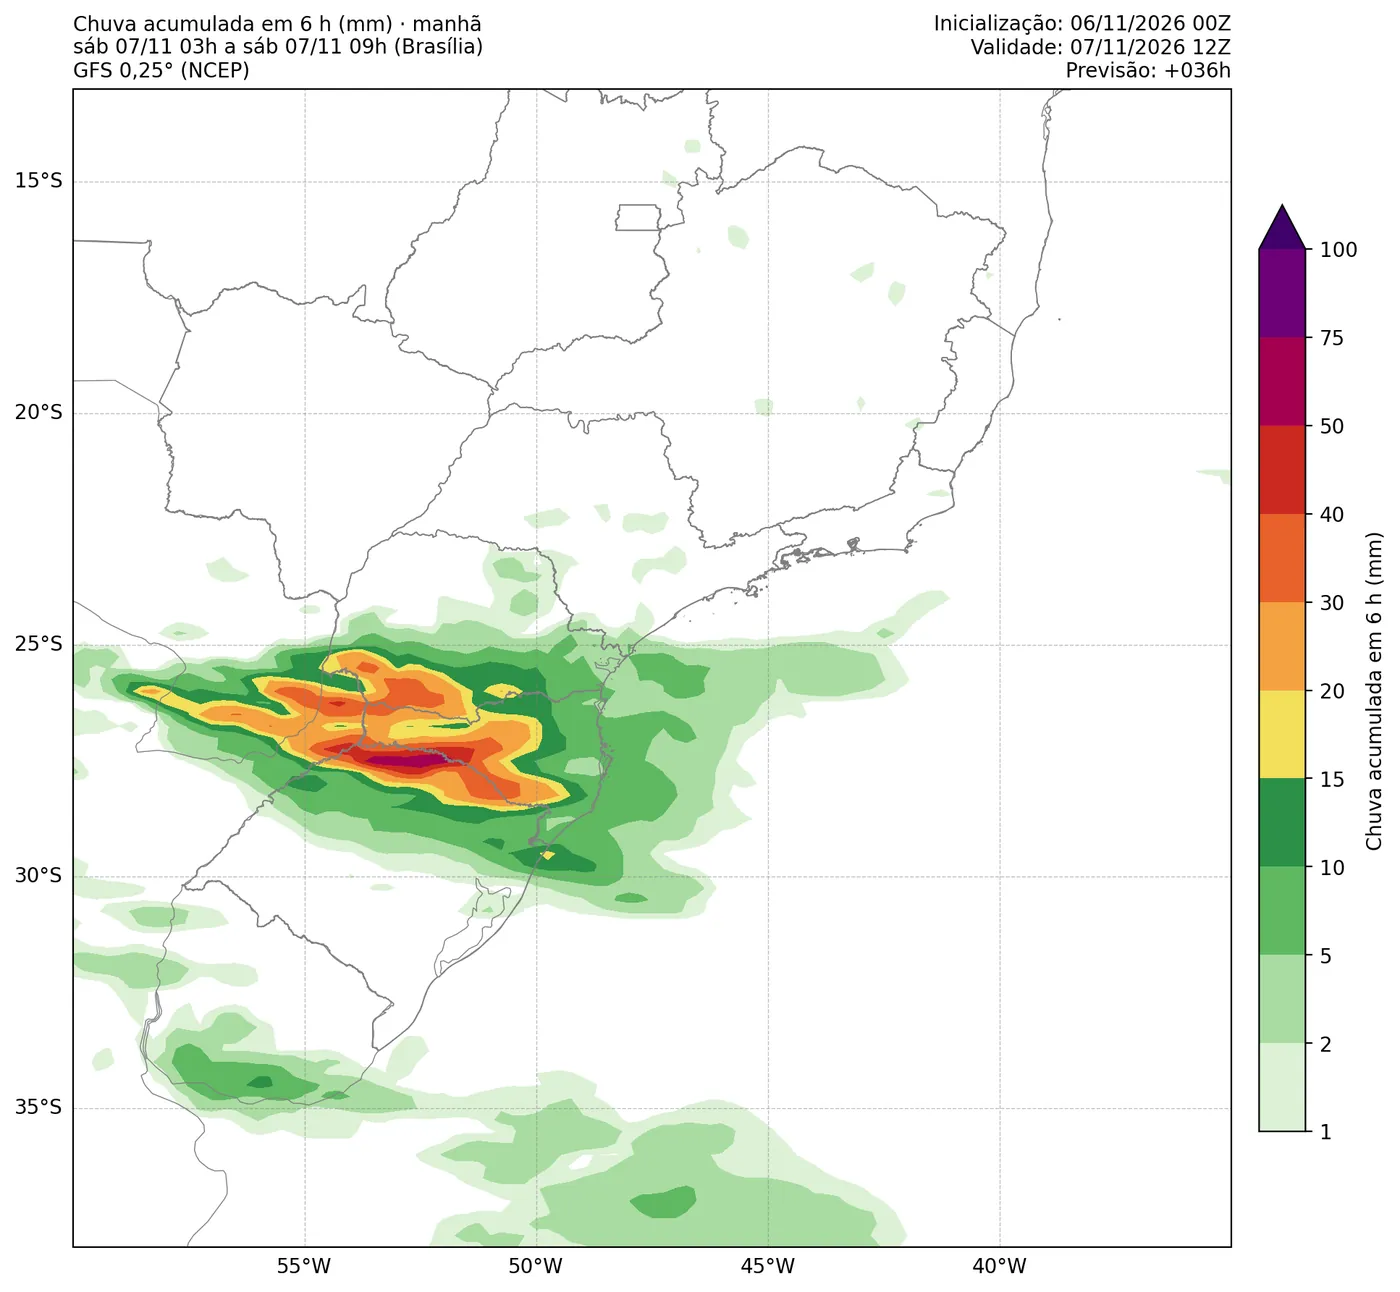 Chuva acumulada em 6 h (mm) · manhã
sáb 07/11 03h a sáb 07/11 09h (Brasília)
GFS 0,25° (NCEP)
Inicialização: 06/11/2026 00Z
Validade: 07/11/2026 12Z
Previsão: +036h
15°S
20°S
25°S
30°S
35°S
55°W
50°W
45°W
40°W
100
75
50
40
30
20
15
10
5
2
1
Chuva acumulada em 6 h (mm)